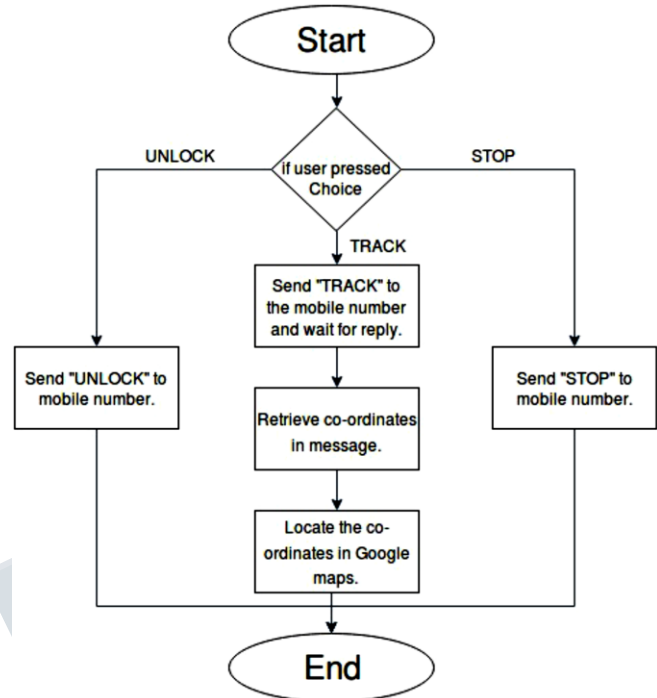 Start
UNLOCK
STOP
if user pressed
Choice
TRACK
Send "TRACK" to
the mobile number
and wait for reply.
Send "UNLOCK" to
mobile number.
Send "STOP" to
mobile number.
Retrieve co-ordinates
in message.
Locate the co-
ordinates in Google
maps.
End